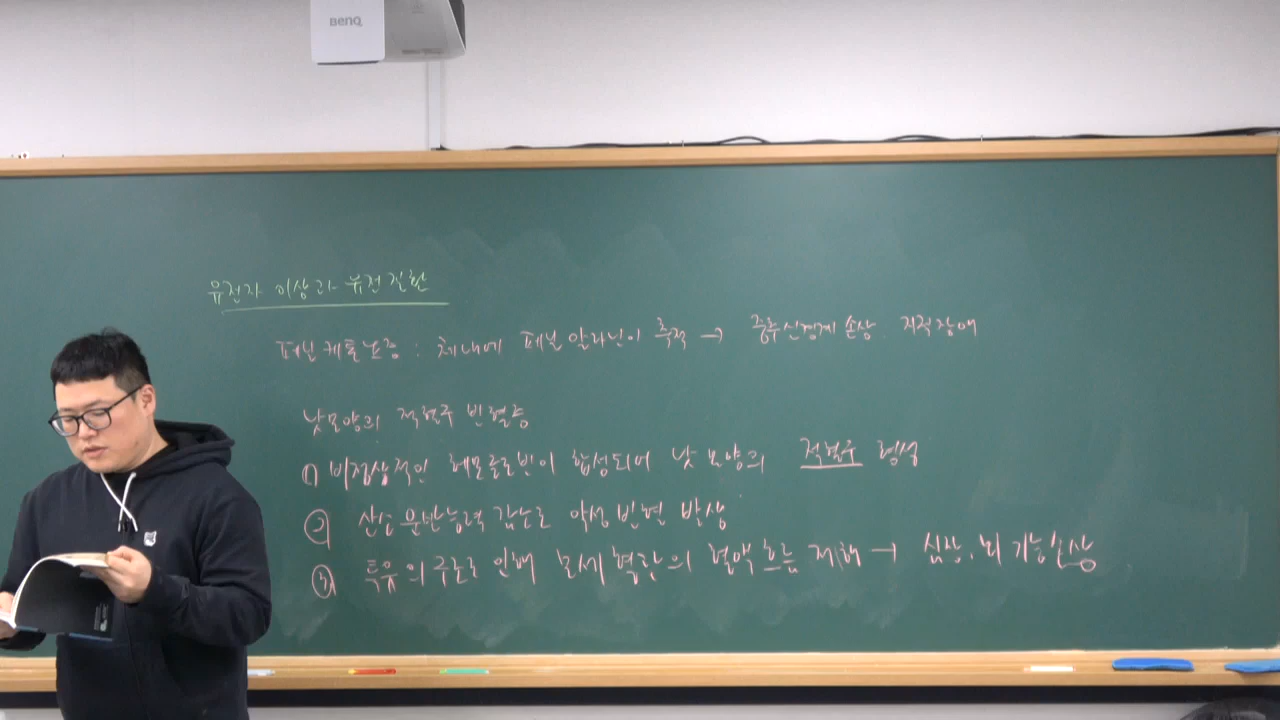 BenQ
유전자 이상과 유전질환
페닐케톤뇨증 : 체내에 페닐알라닌이 축적 → 중추신경계 손상. 지적장애
낫모양의 적혈구 빈혈증
① 비정상적인 헤모글로빈이 합성되어 낫 모양의 적혈구 형성
② 산소 운반능력 감소로 악성 빈혈 발생
③ 특유의 구조로 인해 모세혈관의 혈액 흐름 저해 → 심장, 뇌 기능 손상